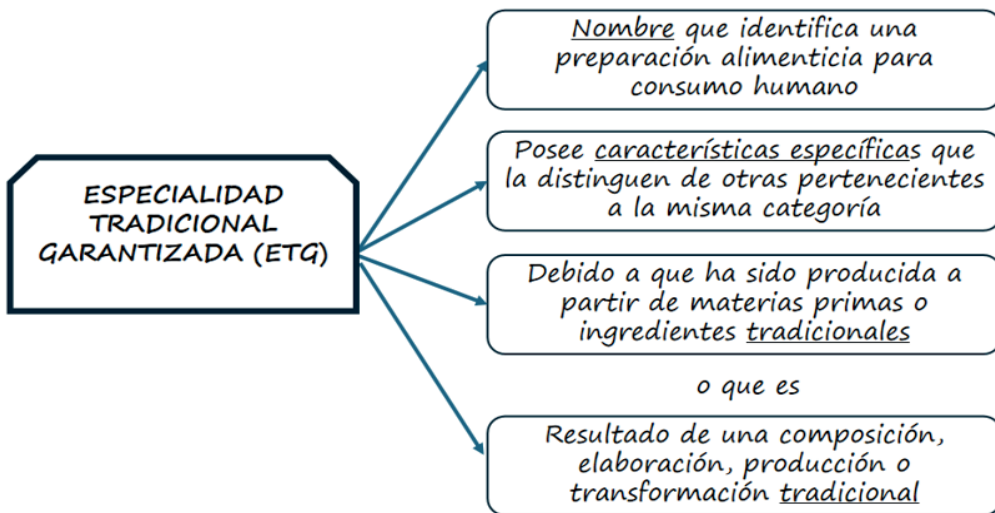 ESPECIALIDAD
TRADICIONAL
GARANTIZADA (ETG)
Nombre que identifica una
preparación alimenticia para
consumo humano
Posee características específicas que
la distinguen de otras pertenecientes
a la misma categoría
Debido a que ha sido producida a
partir de materias primas o
ingredientes tradicionales
o que es
Resultado de una composición,
elaboración, producción o
transformación tradicional